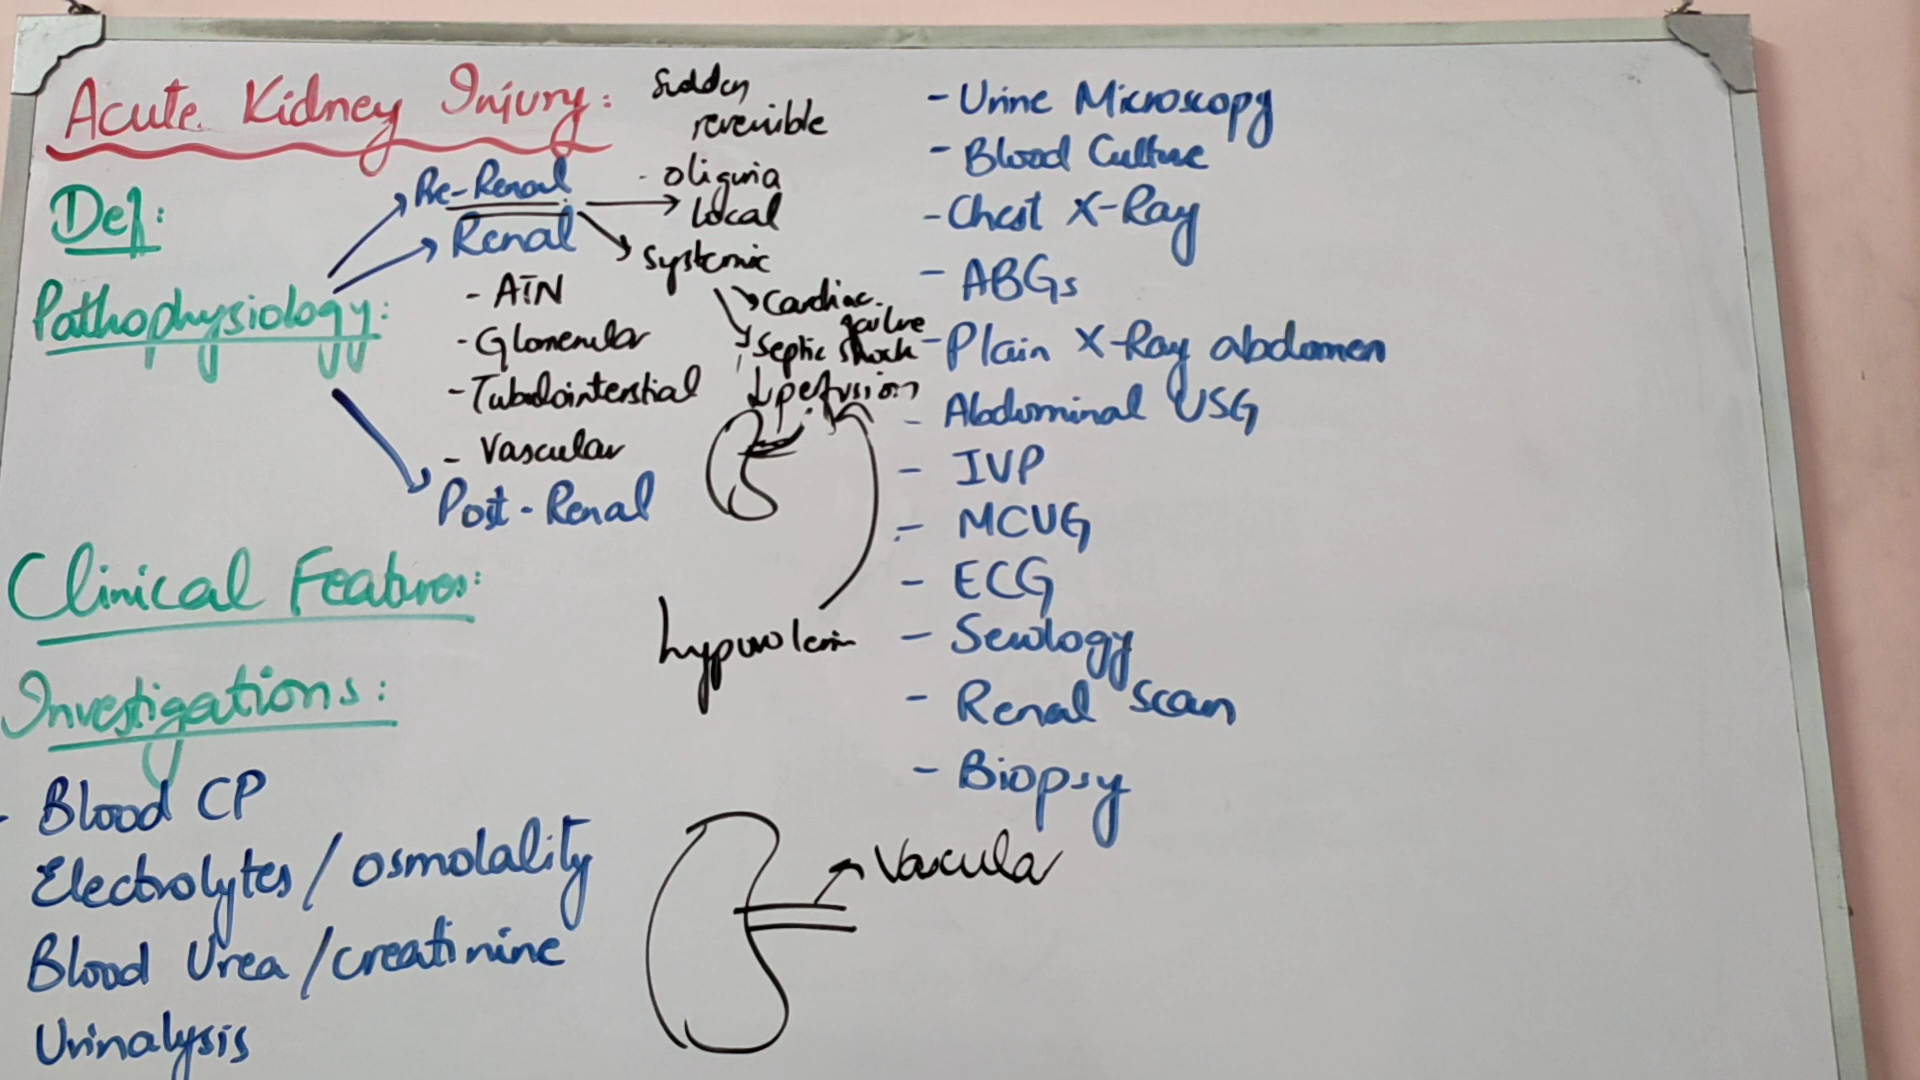 Acute Kidney Injury:
Sudden
reversible
- oliguria
Def:
Pre-Renal
Local
Renal
Systemic
Pathophysiology:
- ATN
- Glomerular
- Tubulointerstial
- Vascular
Post-Renal
Cardiac
failure
Septic shock
↓perfusion
hypovolemia
Clinical Features:
Investigations:
- Blood CP
Electrolytes / osmolality
Blood Urea / creatinine
Urinalysis
- Urine Microscopy
- Blood Culture
- Chest X-Ray
- ABGs
- Plain X-Ray abdomen
- Abdominal USG
- IVP
- MCUG
- ECG
- Serology
- Renal Scan
- Biopsy
Vascular